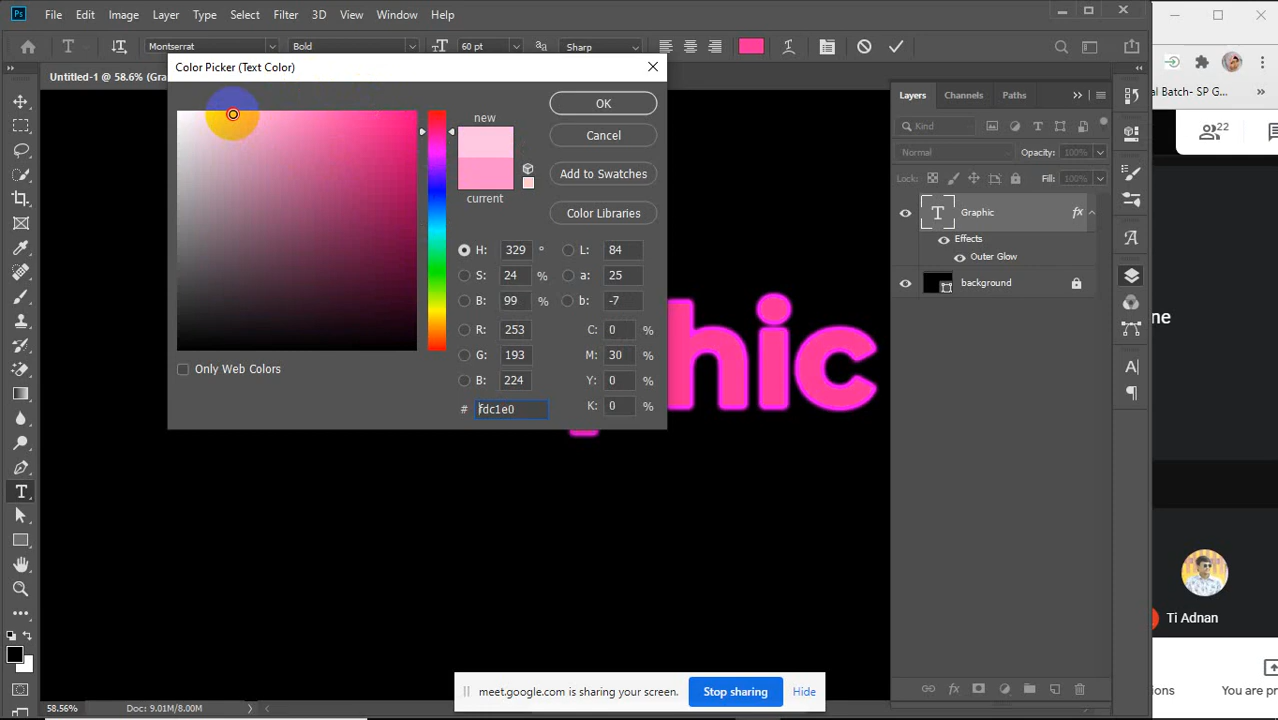 Ps File Edit Image Layer Type Select Filter 3D View Window Help
T Montserrat Bold 60 pt Sharp
Untitled-1 @ 58.6% (Gra
Color Picker (Text Color)
new
current
OK
Cancel
Add to Swatches
Color Libraries
H: 329 ° L: 84
S: 24 % a: 25
B: 99 % b: -7
R: 253 C: 0 %
G: 193 M: 30 %
B: 224 Y: 0 %
# fdc1e0 K: 0 %
Only Web Colors
hic
Layers Channels Paths
Kind
Normal Opacity: 100%
Lock: Fill: 100%
T Graphic fx
Effects
Outer Glow
background
al Batch- SP G...
22
ne
Ti Adnan
tions You are pr
58.56% Doc: 9.01M/8.00M
meet.google.com is sharing your screen. Stop sharing Hide